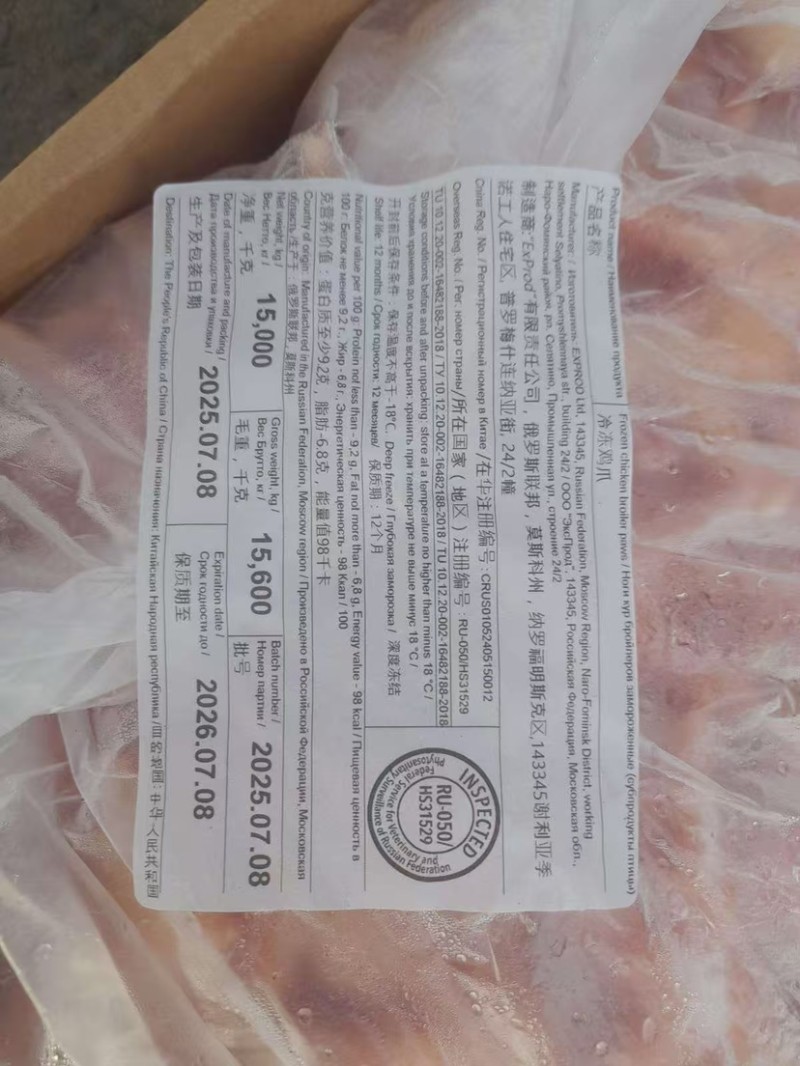 Product name / Наименование продукта
产品名称
Frozen chicken broiler paws / Ноги кур бройлеров замороженные (субпродукты птицы)
冷冻鸡爪
Manufacturer: / Изготовитель: EXPROD Ltd, 143345, Russian Federation, Moscow Region, Naro-Fominsk District, working
settlement Selyatino, Promyshlennaya str., building 24/2 / ООО "ЭксПрод", 143345, Российская Федерация, Московская обл.,
Наро-Фоминский район, рп. Селятино, Промышленная ул., строение 24/2
制造商:"ExProd"有限责任公司,俄罗斯联邦,莫斯科州,纳罗福明斯克区,143345谢利亚季
诺工人住宅区,普罗梅什连纳亚街,24/2幢
China Reg. No. / Регистрационный номер в Китае /在华注册编号: CRUS01052405150012
Overseas Reg. No.: / Рег. номер страны/所在国家(地区)注册编号: RU-050/HS31529
TU 10.12.20-002-16482188-2018 / ТУ 10.12.20-002-16482188-2018 / TU 10.12.20-002-16482188-2018
Storage conditions before and after unpacking: store at a temperature no higher than minus 18 °C /
Условия хранения до и после вскрытия: хранить при температуре не выше минус 18 °C /
开封前后保存条件:保存温度不高于-18°C. Deep freeze / Глубокая заморозка / 深度冻结
Shelf life: 12 months / Срок годности: 12 месяцев/ 保质期:12个月
INSPECTED
RU-050/
HS31529
Federal Service for Veterinary and
Phytosanitary Surveillance of Russian Federation
Nutritional value per 100 g: Protein not less than - 9,2 g, Fat not more than - 6,8 g, Energy value - 98 kcal / Пищевая ценность в
100 г: Белок не менее 9,2 г., Жир - 6,8 г., Энергетическая ценность - 98 Ккал / 100
克营养价值:蛋白质至少9.2克,脂肪-6.8克,能量值98千卡
Country of origin: Manufactured in the Russian Federation, Moscow region / Произведено в Российской Федерации, Московская
область /生产于:俄罗斯联邦,莫斯科州
Net weight, kg /
Вес Нетто, кг /
净重,千克
15,000
Gross weight, kg /
Вес Брутто, кг /
毛重,千克
15,600
Batch number /
Номер партии /
批号
2025.07.08
Date of manufacture and packing /
Дата производства и упаковки /
生产及包装日期
2025.07.08
Expiration date /
Срок годности до /
保质期至
2026.07.08
Destination: The People's Republic of China / Страна назначения: Китайская Народная республика /